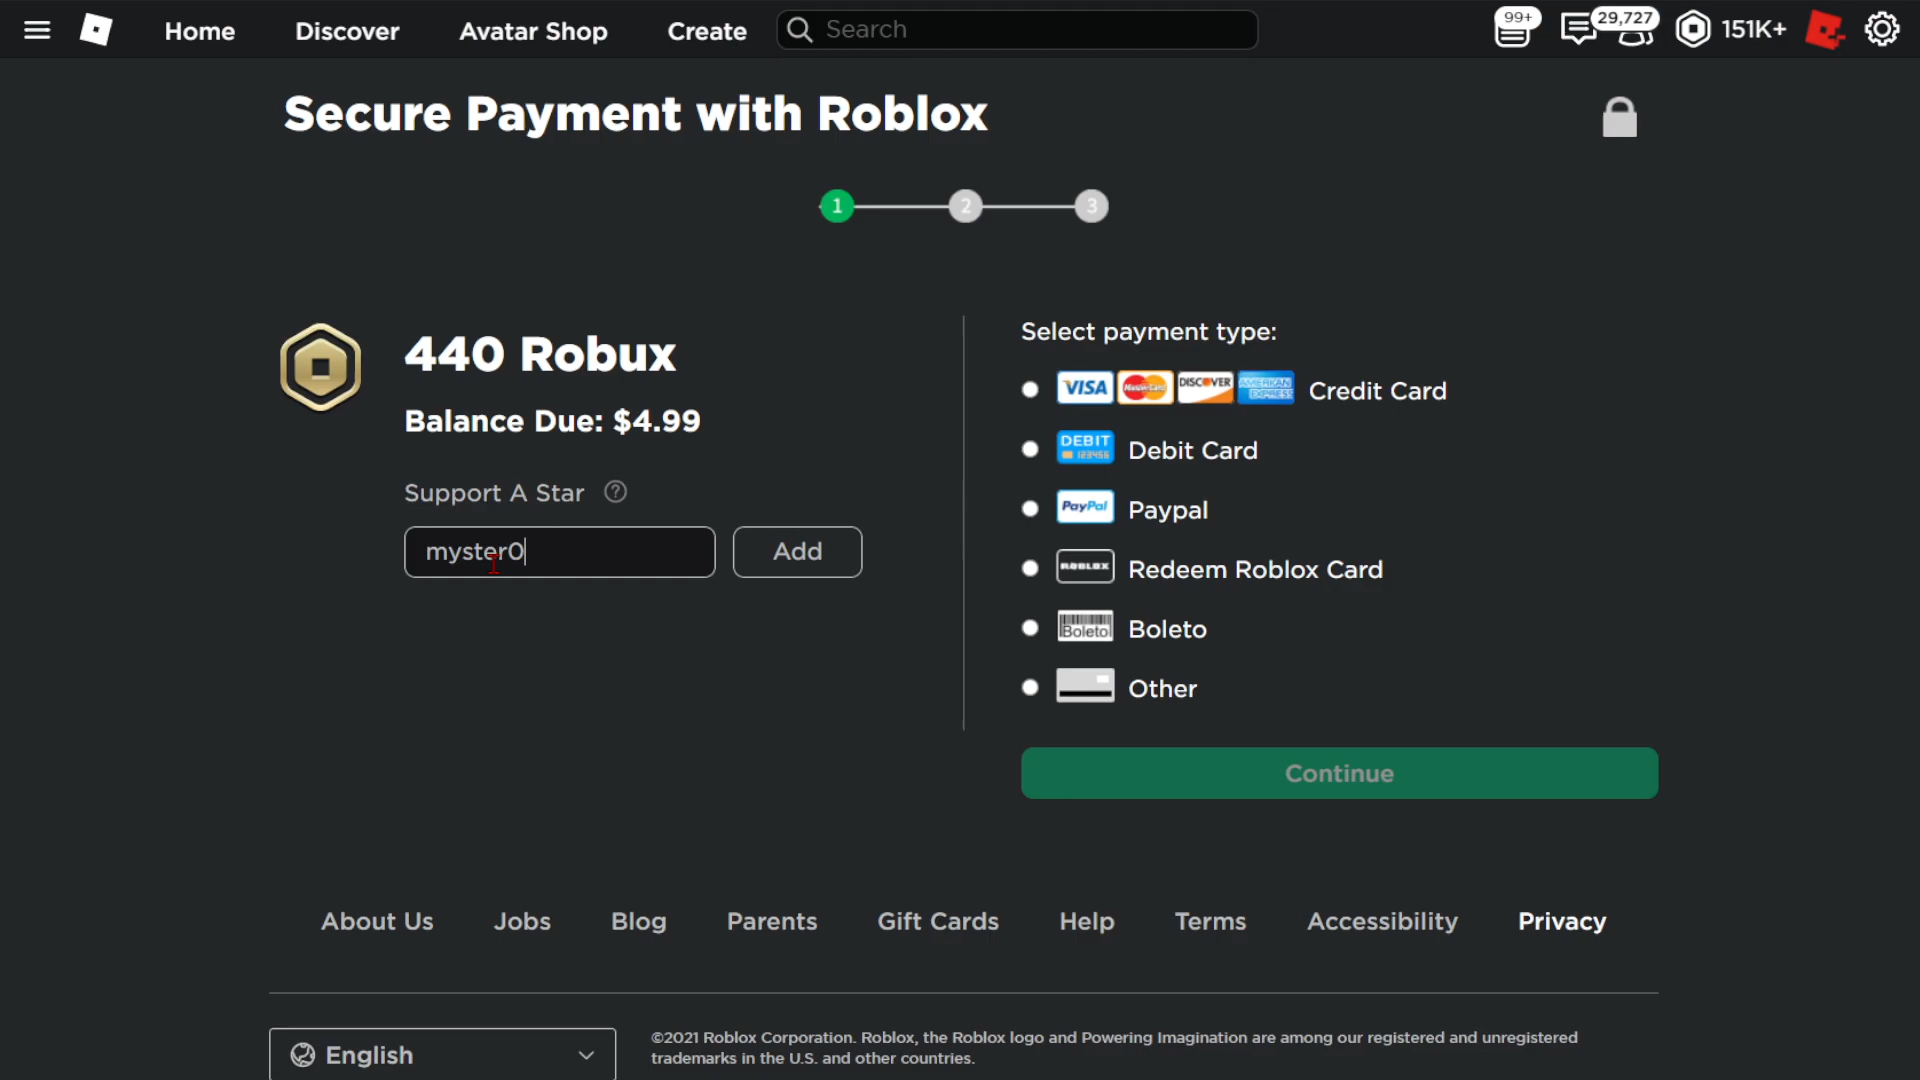 Home Discover Avatar Shop Create Search 99+ 29,727 151K+
Secure Payment with Roblox
1 2 3
440 Robux
Balance Due: $4.99
Support A Star ?
myster0
Add
Select payment type:
VISA MasterCard DISCOVER AMERICAN EXPRESS Credit Card
DEBIT 123456 Debit Card
PayPal Paypal
ROBLOX Redeem Roblox Card
Boleto Boleto
Other
Continue
About Us Jobs Blog Parents Gift Cards Help Terms Accessibility Privacy
English
©2021 Roblox Corporation. Roblox, the Roblox logo and Powering Imagination are among our registered and unregistered
trademarks in the U.S. and other countries.